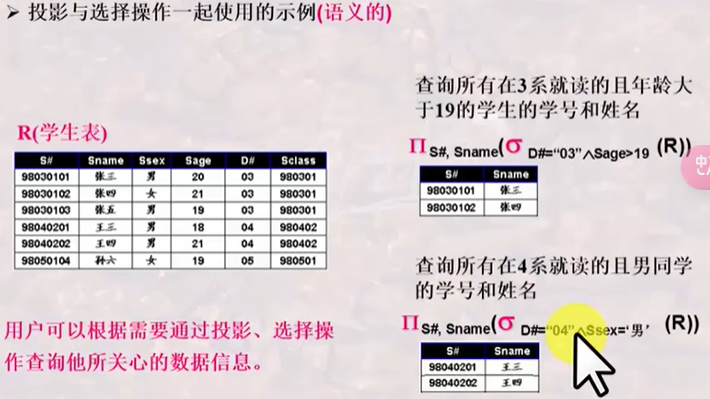 ➢ 投影与选择操作一起使用的示例(语义的)
R(学生表)
S# Sname Ssex Sage D# Sclass
98030101 张三 男 20 03 980301
98030102 张四 女 21 03 980301
98030103 张五 男 19 03 980301
98040201 王三 男 18 04 980402
98040202 王四 男 21 04 980402
98050104 孙六 女 19 05 980501
用户可以根据需要通过投影、选择操
作查询他所关心的数据信息。
查询所有在3系就读的且年龄大
于19的学生的学号和姓名
Π S#, Sname(σ D#=“03”∧Sage>19 (R))
S# Sname
98030101 张三
98030102 张四
查询所有在4系就读的且男同学
的学号和姓名
Π S#, Sname(σ D#=“04”∧Ssex=‘男’ (R))
S# Sname
98040201 王三
98040202 王四